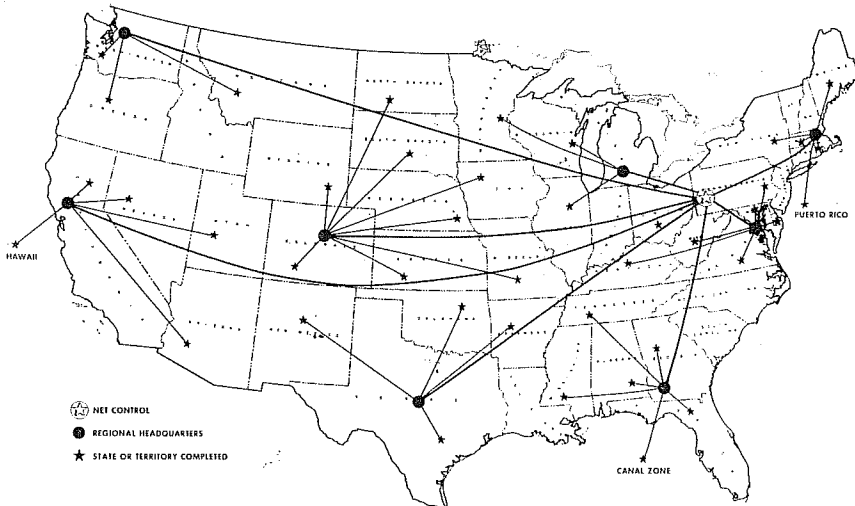 HAWAII
PUERTO RICO
NET CONTROL
REGIONAL HEADQUARTERS
STATE OR TERRITORY COMPLETED
CANAL ZONE